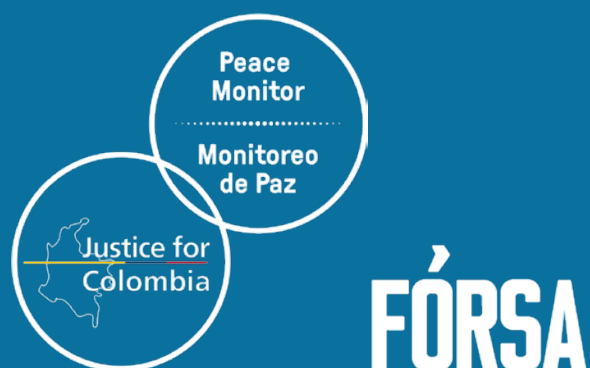 Peace
Monitor
Monitoreo
de Paz
Justice for
Colombia
FÓRSA